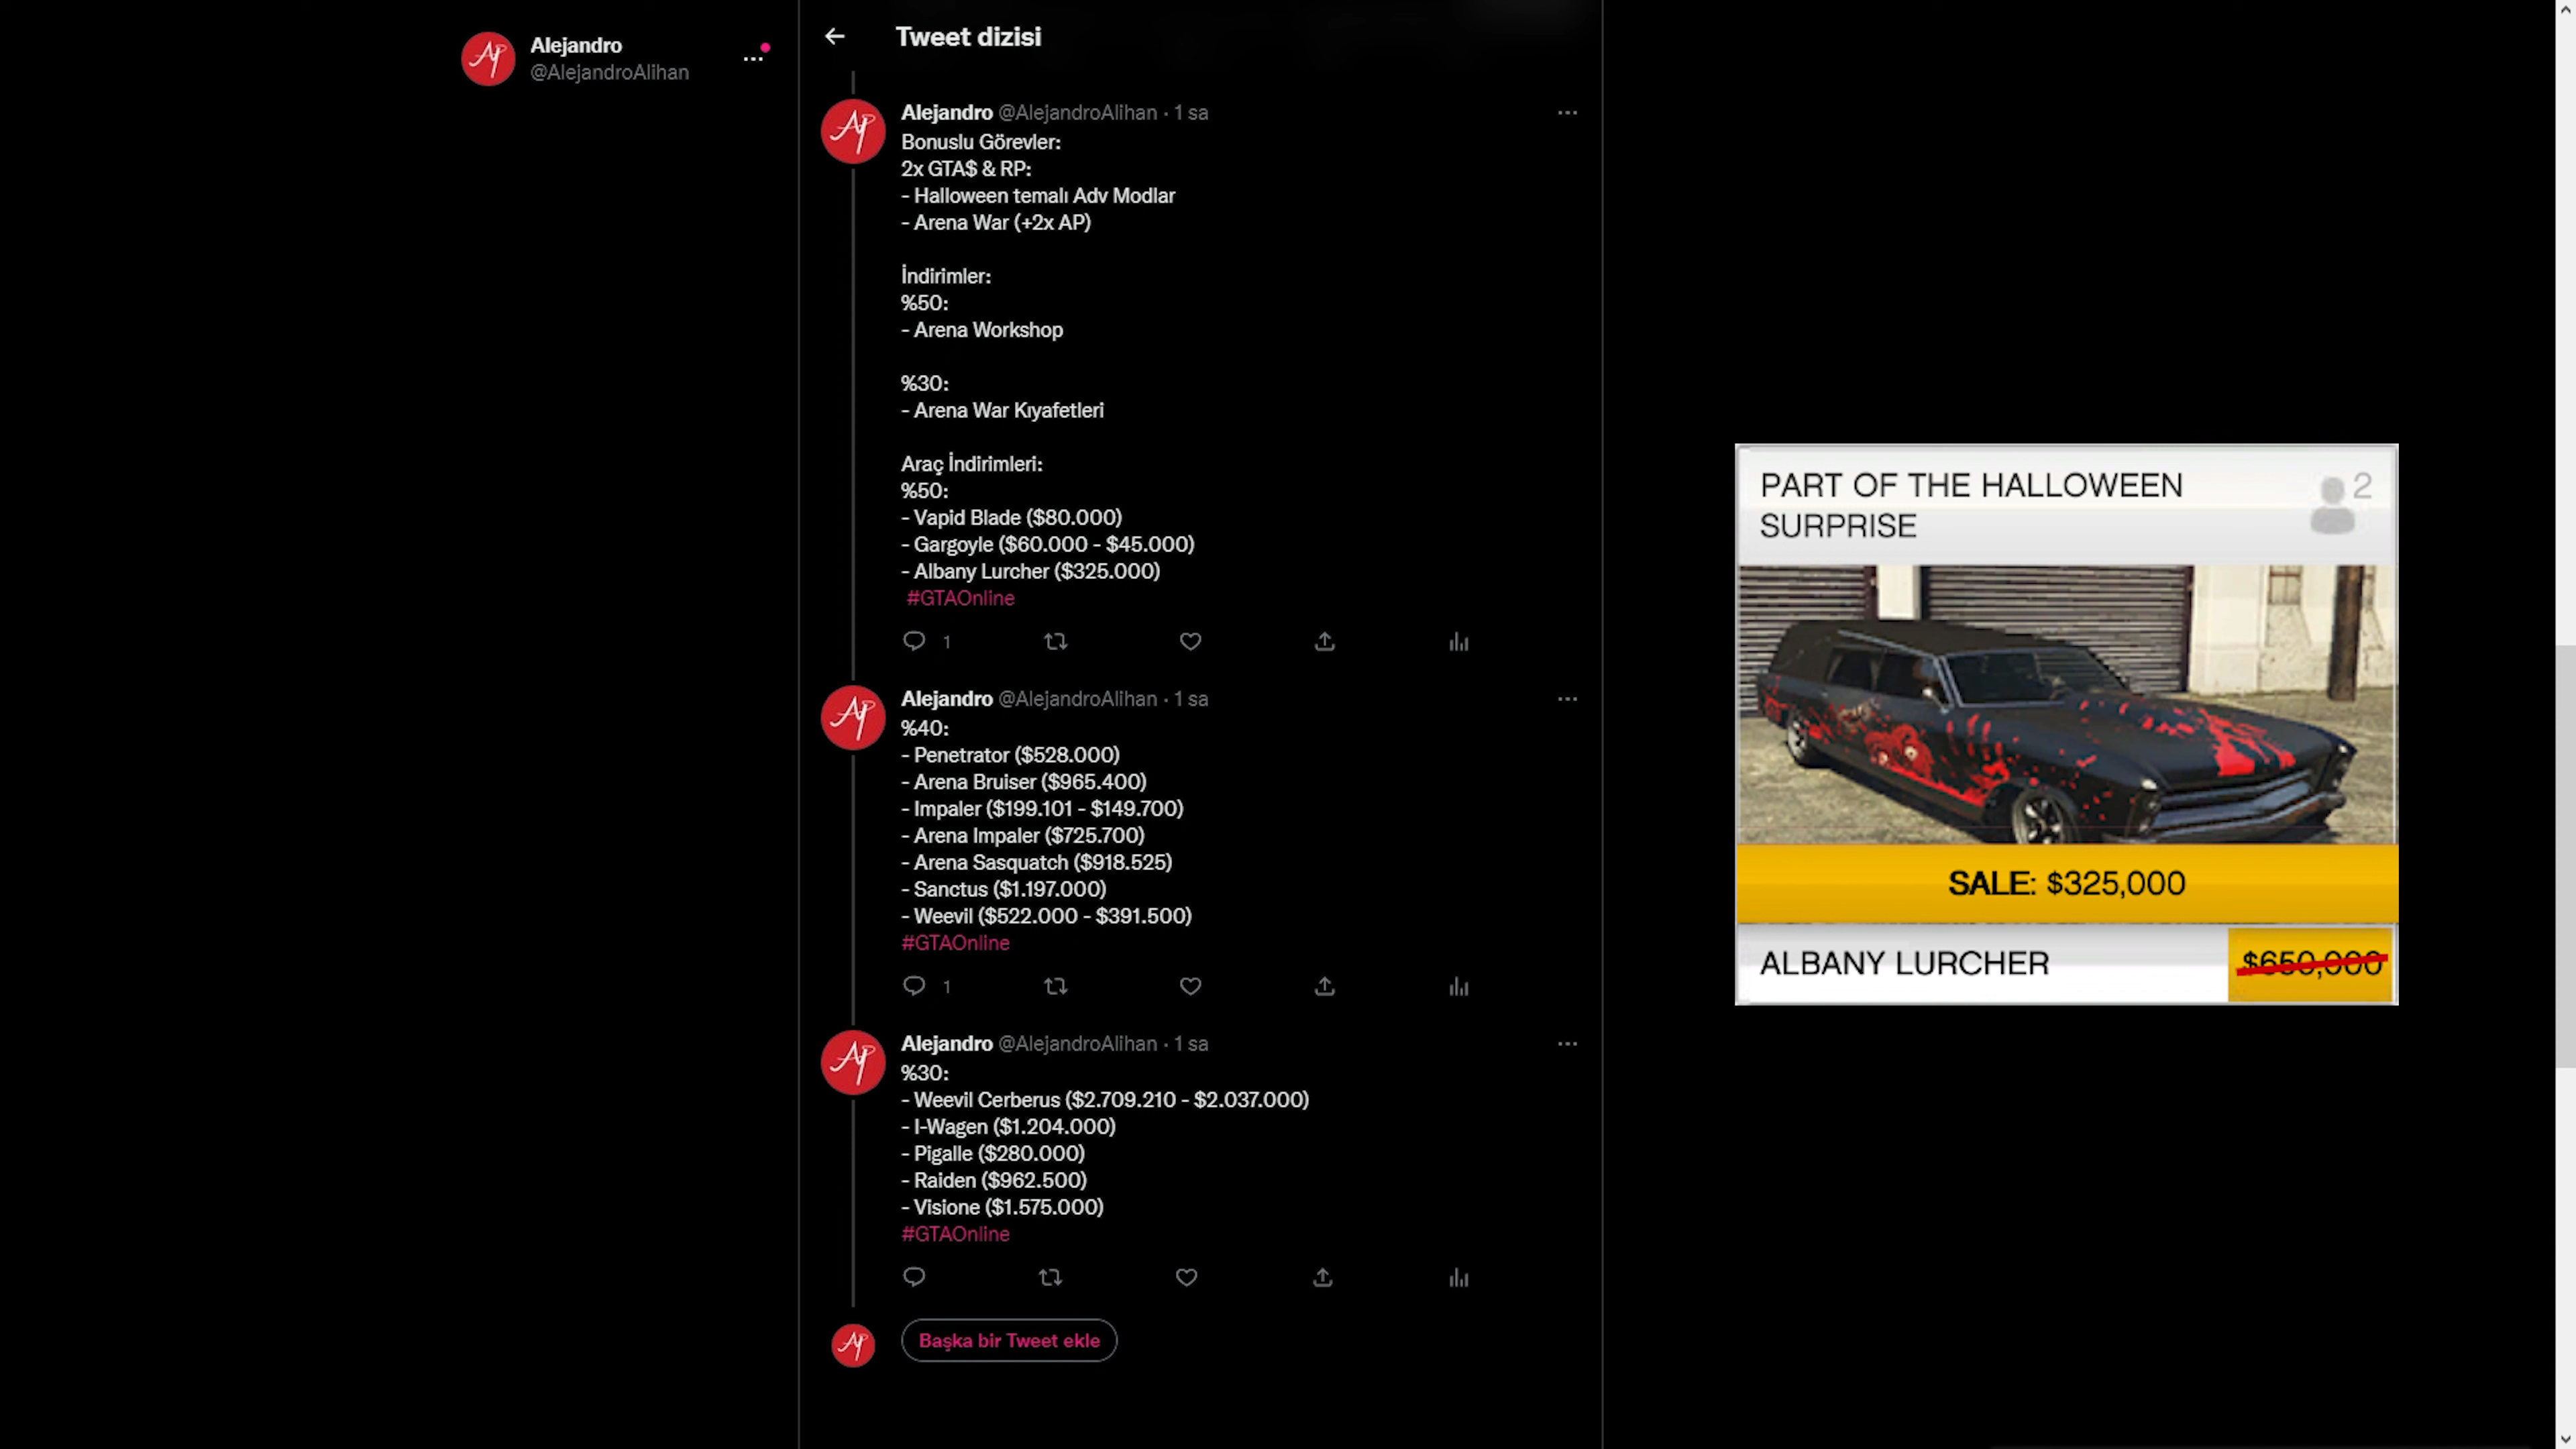 Alejandro
@AlejandroAlihan
Tweet dizisi
Alejandro @AlejandroAlihan · 1 sa
Bonuslu Görevler:
2x GTA$ & RP:
- Halloween temalı Adv Modlar
- Arena War (+2x AP)
İndirimler:
%50:
- Arena Workshop
%30:
- Arena War Kıyafetleri
Araç İndirimleri:
%50:
- Vapid Blade ($80.000)
- Gargoyle ($60.000 - $45.000)
- Albany Lurcher ($325.000)
#GTAOnline
1
Alejandro @AlejandroAlihan · 1 sa
%40:
- Penetrator ($528.000)
- Arena Bruiser ($965.400)
- Impaler ($199.101 - $149.700)
- Arena Impaler ($725.700)
- Arena Sasquatch ($918.525)
- Sanctus ($1.197.000)
- Weevil ($522.000 - $391.500)
#GTAOnline
1
Alejandro @AlejandroAlihan · 1 sa
%30:
- Weevil Cerberus ($2.709.210 - $2.037.000)
- I-Wagen ($1.204.000)
- Pigalle ($280.000)
- Raiden ($962.500)
- Visione ($1.575.000)
#GTAOnline
Başka bir Tweet ekle
PART OF THE HALLOWEEN
SURPRISE
2
SALE: $325,000
ALBANY LURCHER
$650,000